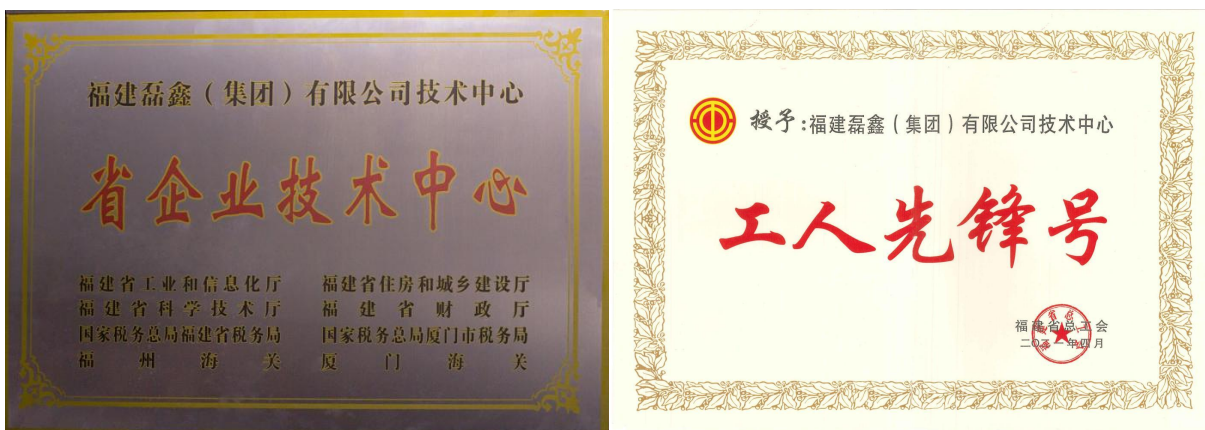 福建磊鑫（集团）有限公司技术中心
省企业技术中心
福建省工业和信息化厅 福建省住房和城乡建设厅
福建省科学技术厅 福建省财政厅
国家税务总局福建省税务局 国家税务总局厦门市税务局
福州海关 厦门海关
授予:福建磊鑫（集团）有限公司技术中心
工人先锋号
福建省总工会
二〇二一年四月